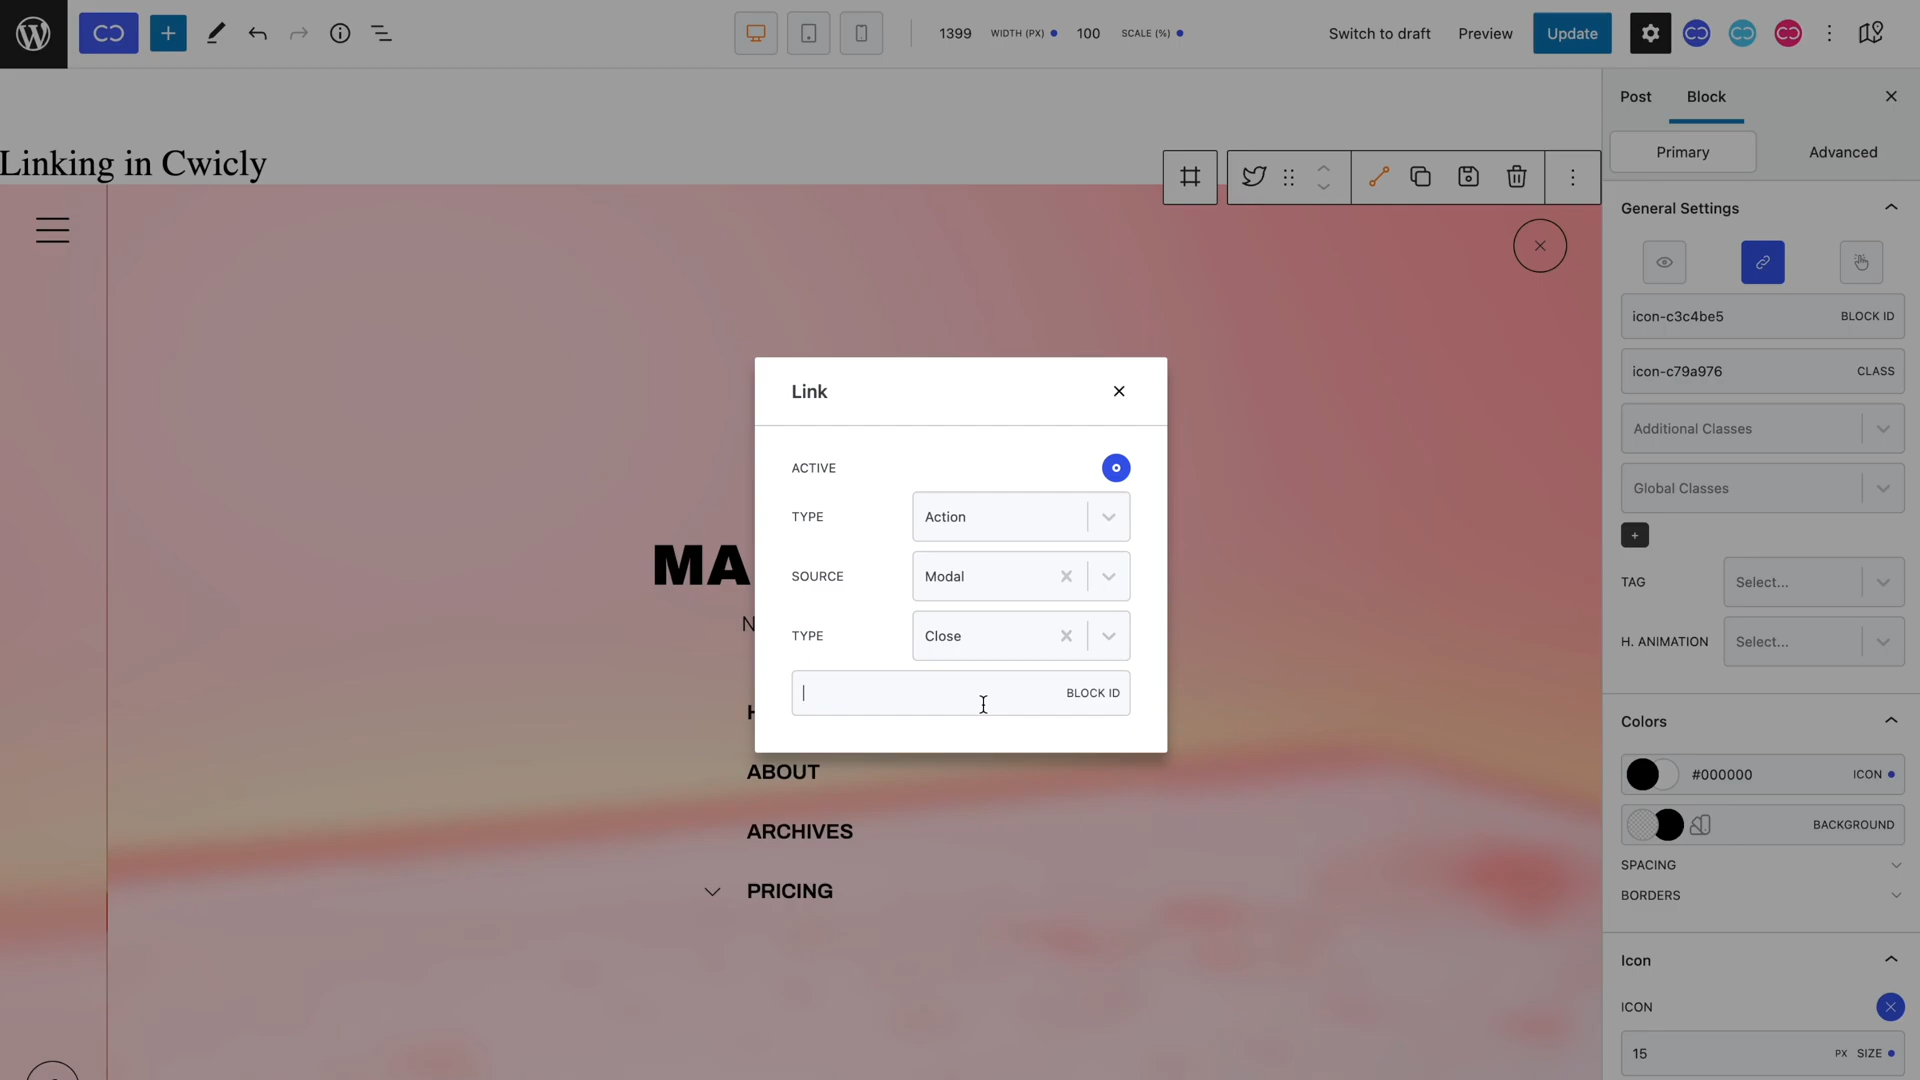 1399 WIDTH (PX) 100 SCALE (%) Switch to draft Preview Update
Post Block
Primary Advanced
Linking in Cwicly
General Settings
icon-c3c4be5 BLOCK ID
icon-c79a976 CLASS
Additional Classes
Global Classes
TAG Select...
H. ANIMATION Select...
Colors
#000000 ICON
BACKGROUND
SPACING
BORDERS
Icon
ICON
15 PX SIZE
Link
ACTIVE
TYPE Action
SOURCE Modal
TYPE Close
BLOCK ID
MA
N
H
ABOUT
ARCHIVES
PRICING